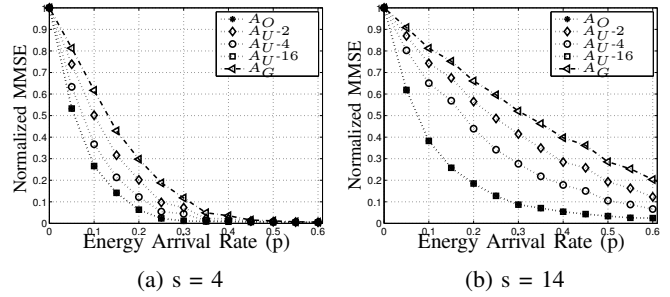 Normalized MMSE
1
0.9
0.8
0.7
0.6
0.5
0.4
0.3
0.2
0.1
0
0 0.1 0.2 0.3 0.4 0.5 0.6
Energy Arrival Rate (p)
A_O
A_U-2
A_U-4
A_U-16
A_G
(a) s = 4
Normalized MMSE
1
0.9
0.8
0.7
0.6
0.5
0.4
0.3
0.2
0.1
0
0 0.1 0.2 0.3 0.4 0.5 0.6
Energy Arrival Rate (p)
A_O
A_U-2
A_U-4
A_U-16
A_G
(b) s = 14